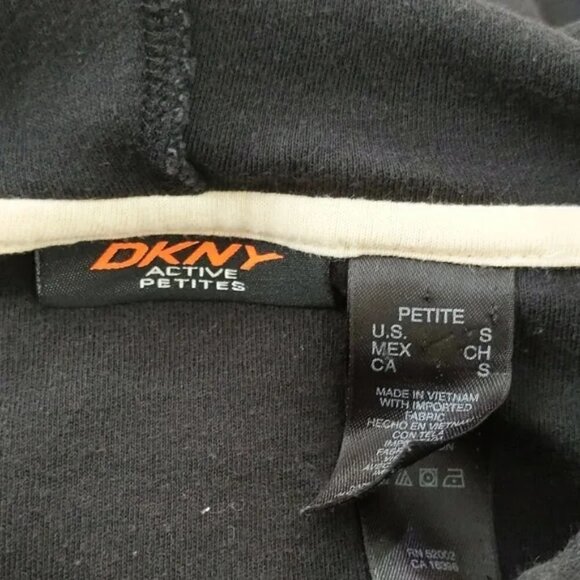 DKNY
ACTIVE
PETITES
PETITE
U.S. S
MEX CH
CA S
MADE IN VIETNAM
WITH IMPORTED
FABRIC
HECHO EN VIETNAM
CON TELA
RN 52002
CA 16396